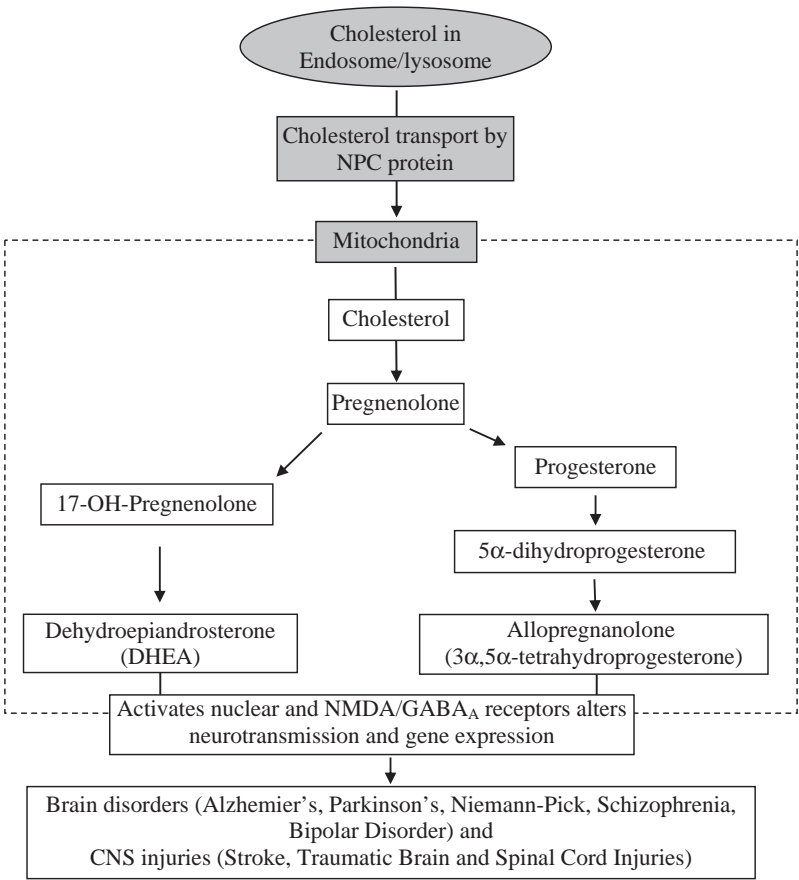 Cholesterol in
Endosome/lysosome
Cholesterol transport by
NPC protein
Mitochondria
Cholesterol
Pregnenolone
Progesterone
17-OH-Pregnenolone
5α-dihydroprogesterone
Dehydroepiandrosterone
(DHEA)
Allopregnanolone
(3α,5α-tetrahydroprogesterone)
Activates nuclear and NMDA/GABA_A receptors alters
neurotransmission and gene expression
Brain disorders (Alzhemier's, Parkinson's, Niemann-Pick, Schizophrenia,
Bipolar Disorder) and
CNS injuries (Stroke, Traumatic Brain and Spinal Cord Injuries)